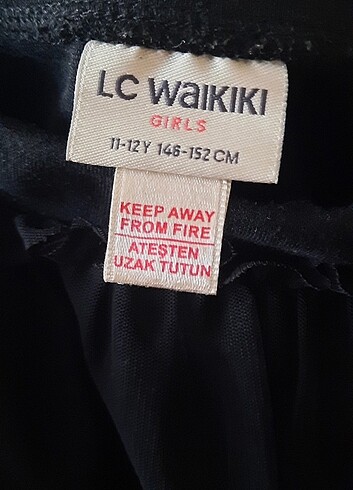 LC WAIKIKI
GIRLS
11-12Y 146-152 CM
KEEP AWAY
FROM FIRE
ATEŞTEN
UZAK TUTUN